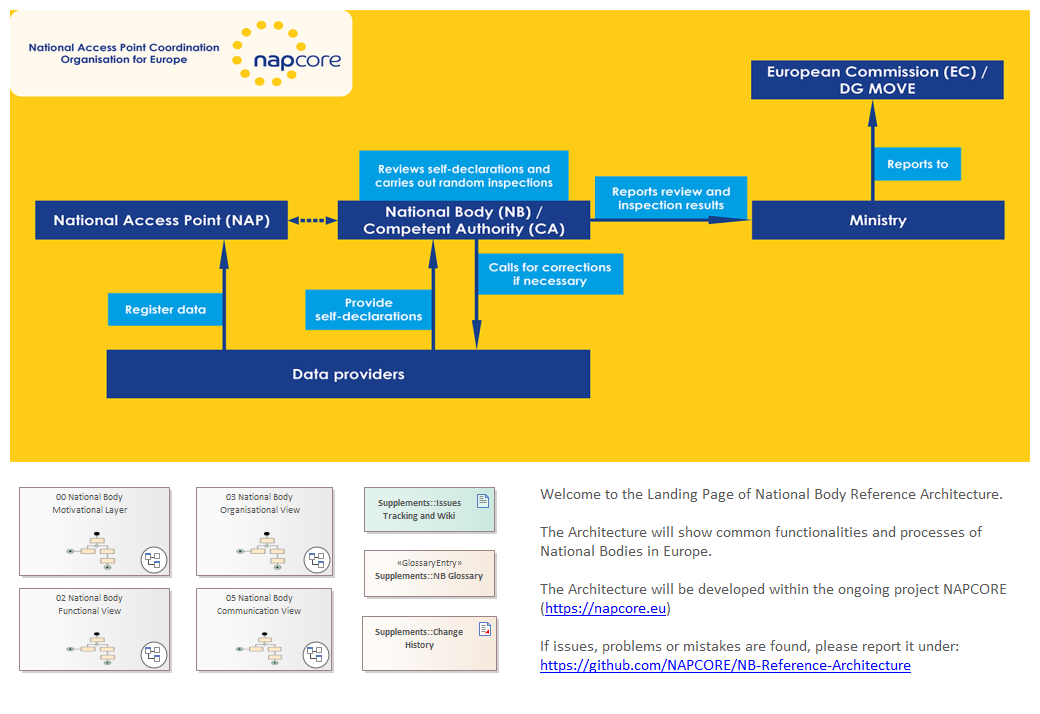 National Access Point Coordination
Organisation for Europe
napcore
European Commission (EC) /
DG MOVE
Reports to
Reviews self-declarations and
carries out random inspections
Reports review and
inspection results
National Access Point (NAP)
National Body (NB) /
Competent Authority (CA)
Ministry
Calls for corrections
if necessary
Register data
Provide
self-declarations
Data providers
00 National Body
Motivational Layer
03 National Body
Organisational View
Supplements::Issues
Tracking and Wiki
«GlossaryEntry»
Supplements::NB Glossary
02 National Body
Functional View
05 National Body
Communication View
Supplements::Change
History
Welcome to the Landing Page of National Body Reference Architecture.
The Architecture will show common functionalities and processes of
National Bodies in Europe.
The Architecture will be developed within the ongoing project NAPCORE
(https://napcore.eu)
If issues, problems or mistakes are found, please report it under:
https://github.com/NAPCORE/NB-Reference-Architecture